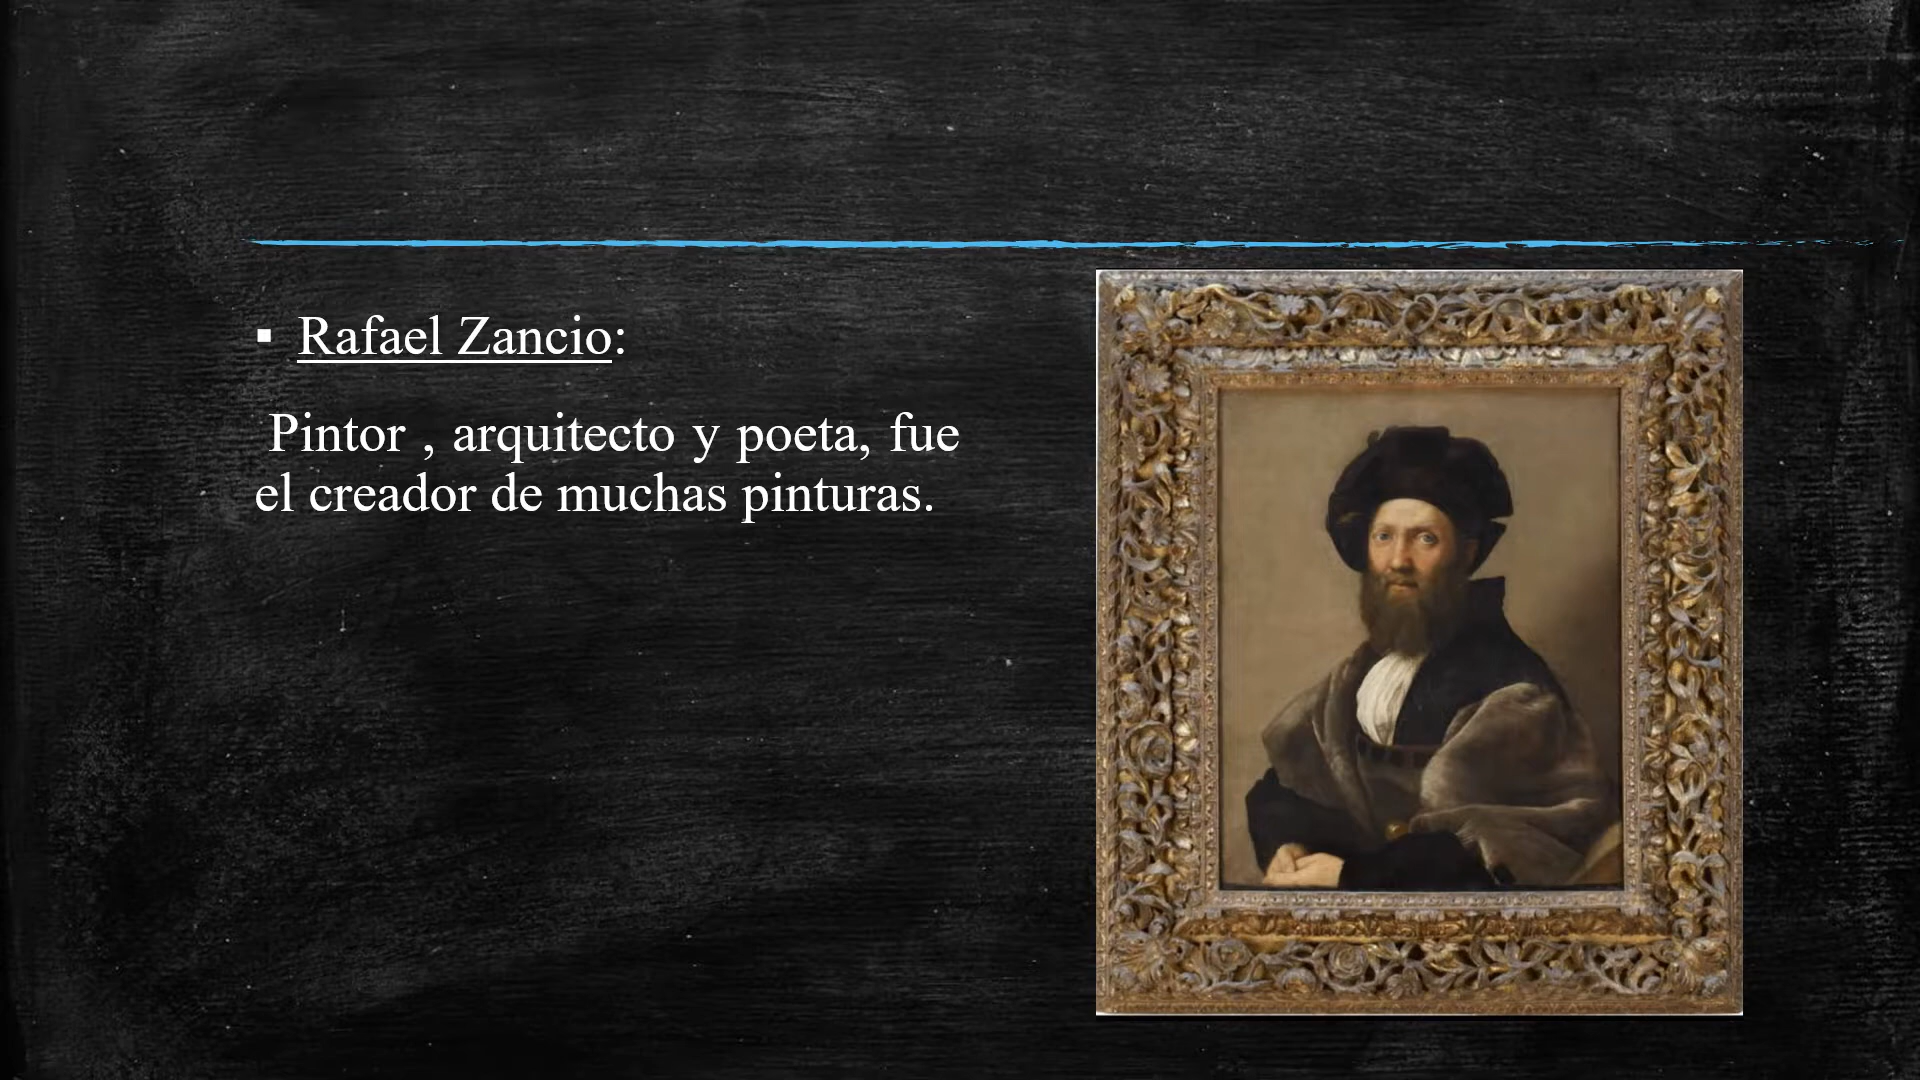 ▪ Rafael Zancio:
Pintor , arquitecto y poeta, fue
el creador de muchas pinturas.